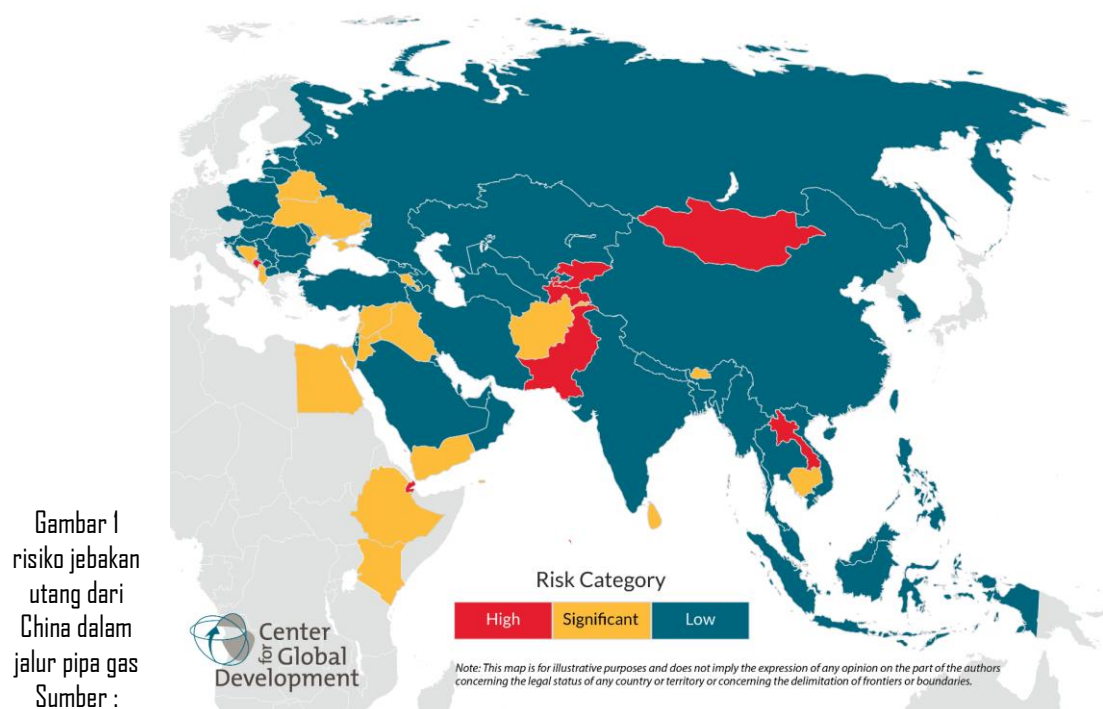 Gambar 1
risiko jebakan
utang dari
China dalam
jalur pipa gas
Sumber :
Center
for Global
Development
Risk Category
High Significant Low
Note: This map is for illustrative purposes and does not imply the expression of any opinion on the part of the authors
concerning the legal status of any country or territory or concerning the delimitation of frontiers or boundaries.